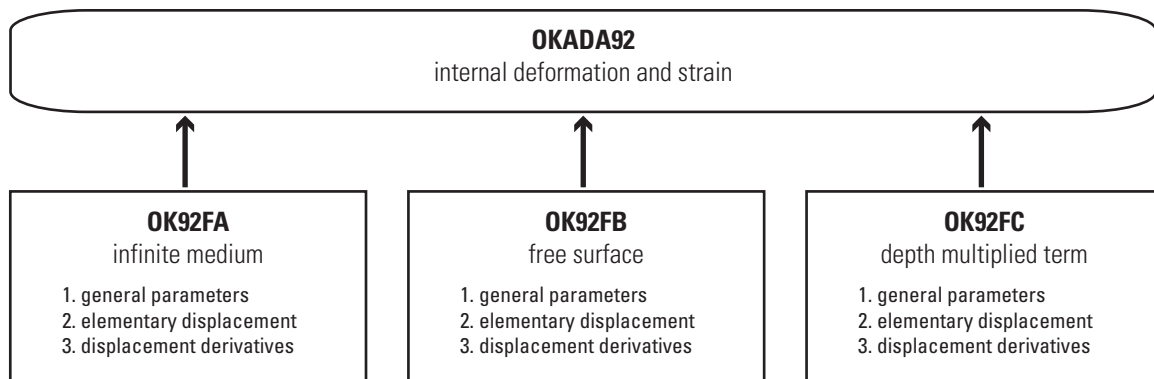 OKADA92
internal deformation and strain
OK92FA
infinite medium
1. general parameters
2. elementary displacement
3. displacement derivatives
OK92FB
free surface
1. general parameters
2. elementary displacement
3. displacement derivatives
OK92FC
depth multiplied term
1. general parameters
2. elementary displacement
3. displacement derivatives